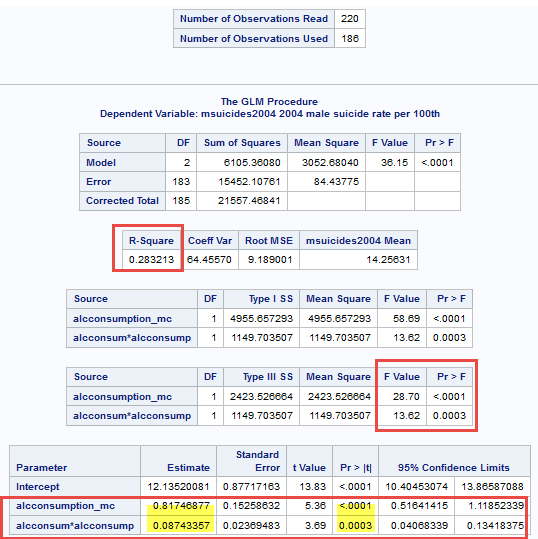 Number of Observations Read 220
Number of Observations Used 186
The GLM Procedure
Dependent Variable: msuicides2004 2004 male suicide rate per 100th
Source DF Sum of Squares Mean Square F Value Pr > F
Model 2 6105.36080 3052.68040 36.15 <.0001
Error 183 15452.10761 84.43775
Corrected Total 185 21557.46841
R-Square Coeff Var Root MSE msuicides2004 Mean
0.283213 64.45570 9.189001 14.25631
Source DF Type I SS Mean Square F Value Pr > F
alcconsumption_mc 1 4955.657293 4955.657293 58.69 <.0001
alcconsum*alcconsump 1 1149.703507 1149.703507 13.62 0.0003
Source DF Type III SS Mean Square F Value Pr > F
alcconsumption_mc 1 2423.526664 2423.526664 28.70 <.0001
alcconsum*alcconsump 1 1149.703507 1149.703507 13.62 0.0003
Parameter Estimate Standard Error t Value Pr > |t| 95% Confidence Limits
Intercept 12.13520081 0.87717163 13.83 <.0001 10.40453074 13.86587088
alcconsumption_mc 0.81746877 0.15258632 5.36 <.0001 0.51641415 1.11852339
alcconsum*alcconsump 0.08743357 0.02369483 3.69 0.0003 0.04068339 0.13418375